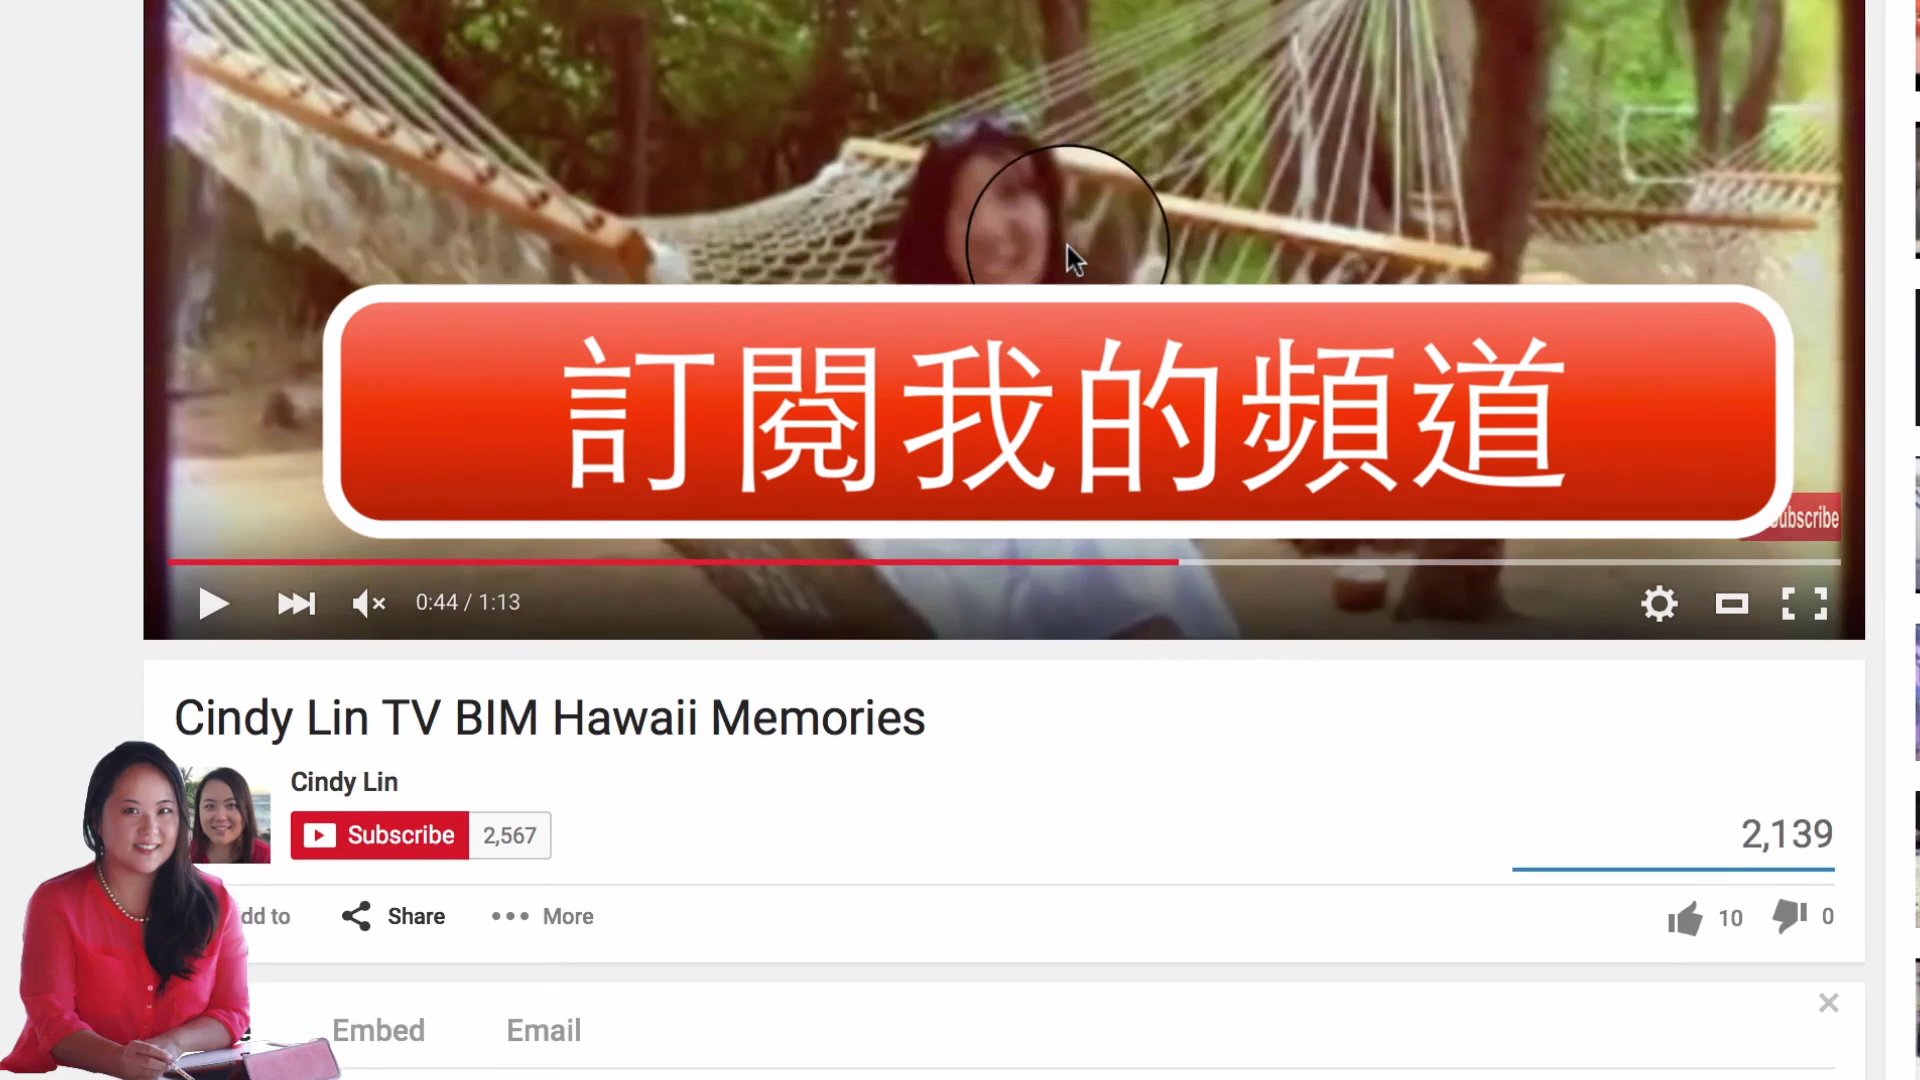 訂閱我的頻道
Subscribe
0:44 / 1:13
Cindy Lin TV BIM Hawaii Memories
Cindy Lin
Subscribe 2,567
2,139
dd to Share More 10 0
Embed Email